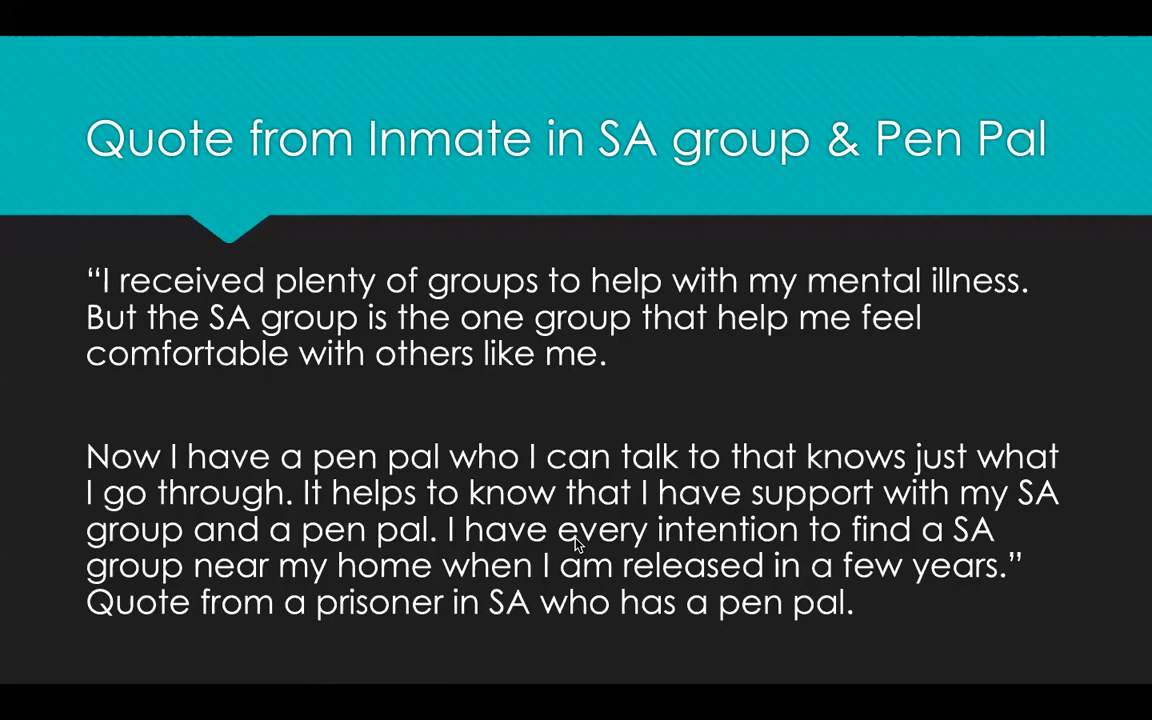 Quote from Inmate in SA group & Pen Pal
“I received plenty of groups to help with my mental illness.
But the SA group is the one group that help me feel
comfortable with others like me.
Now I have a pen pal who I can talk to that knows just what
I go through. It helps to know that I have support with my SA
group and a pen pal. I have every intention to find a SA
group near my home when I am released in a few years.”
Quote from a prisoner in SA who has a pen pal.